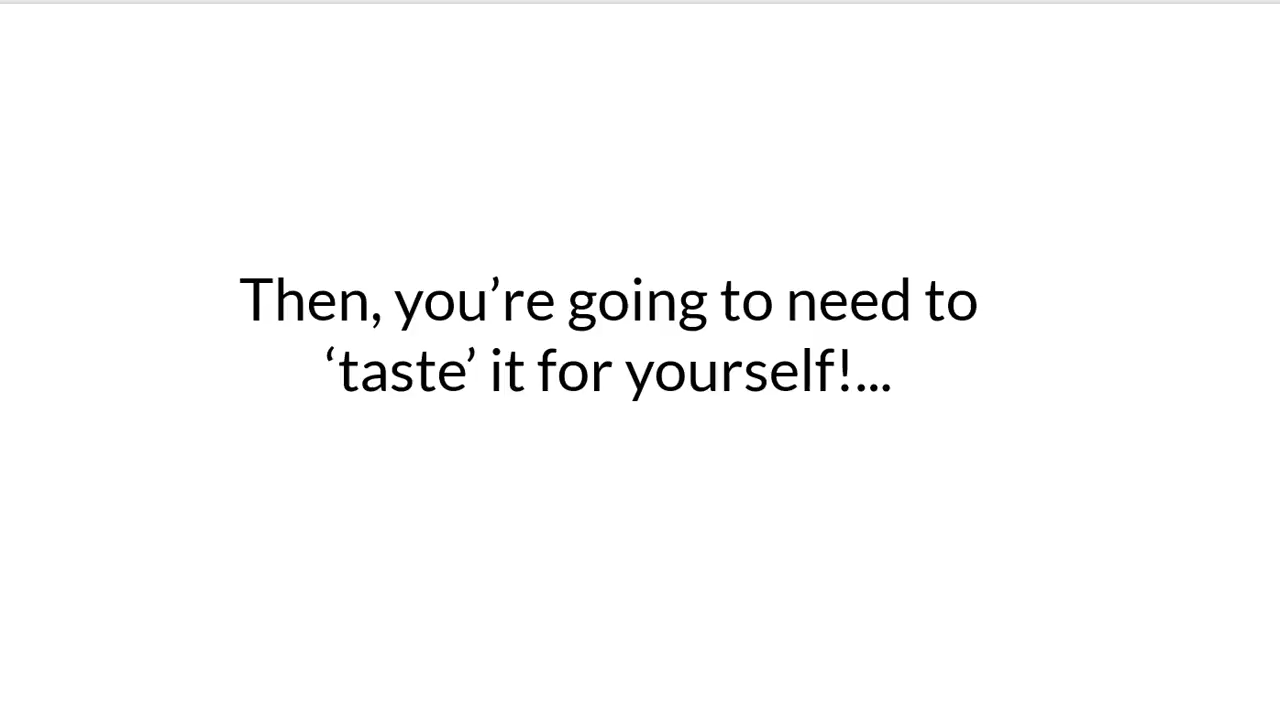 Then, you’re going to need to
‘taste’ it for yourself!...